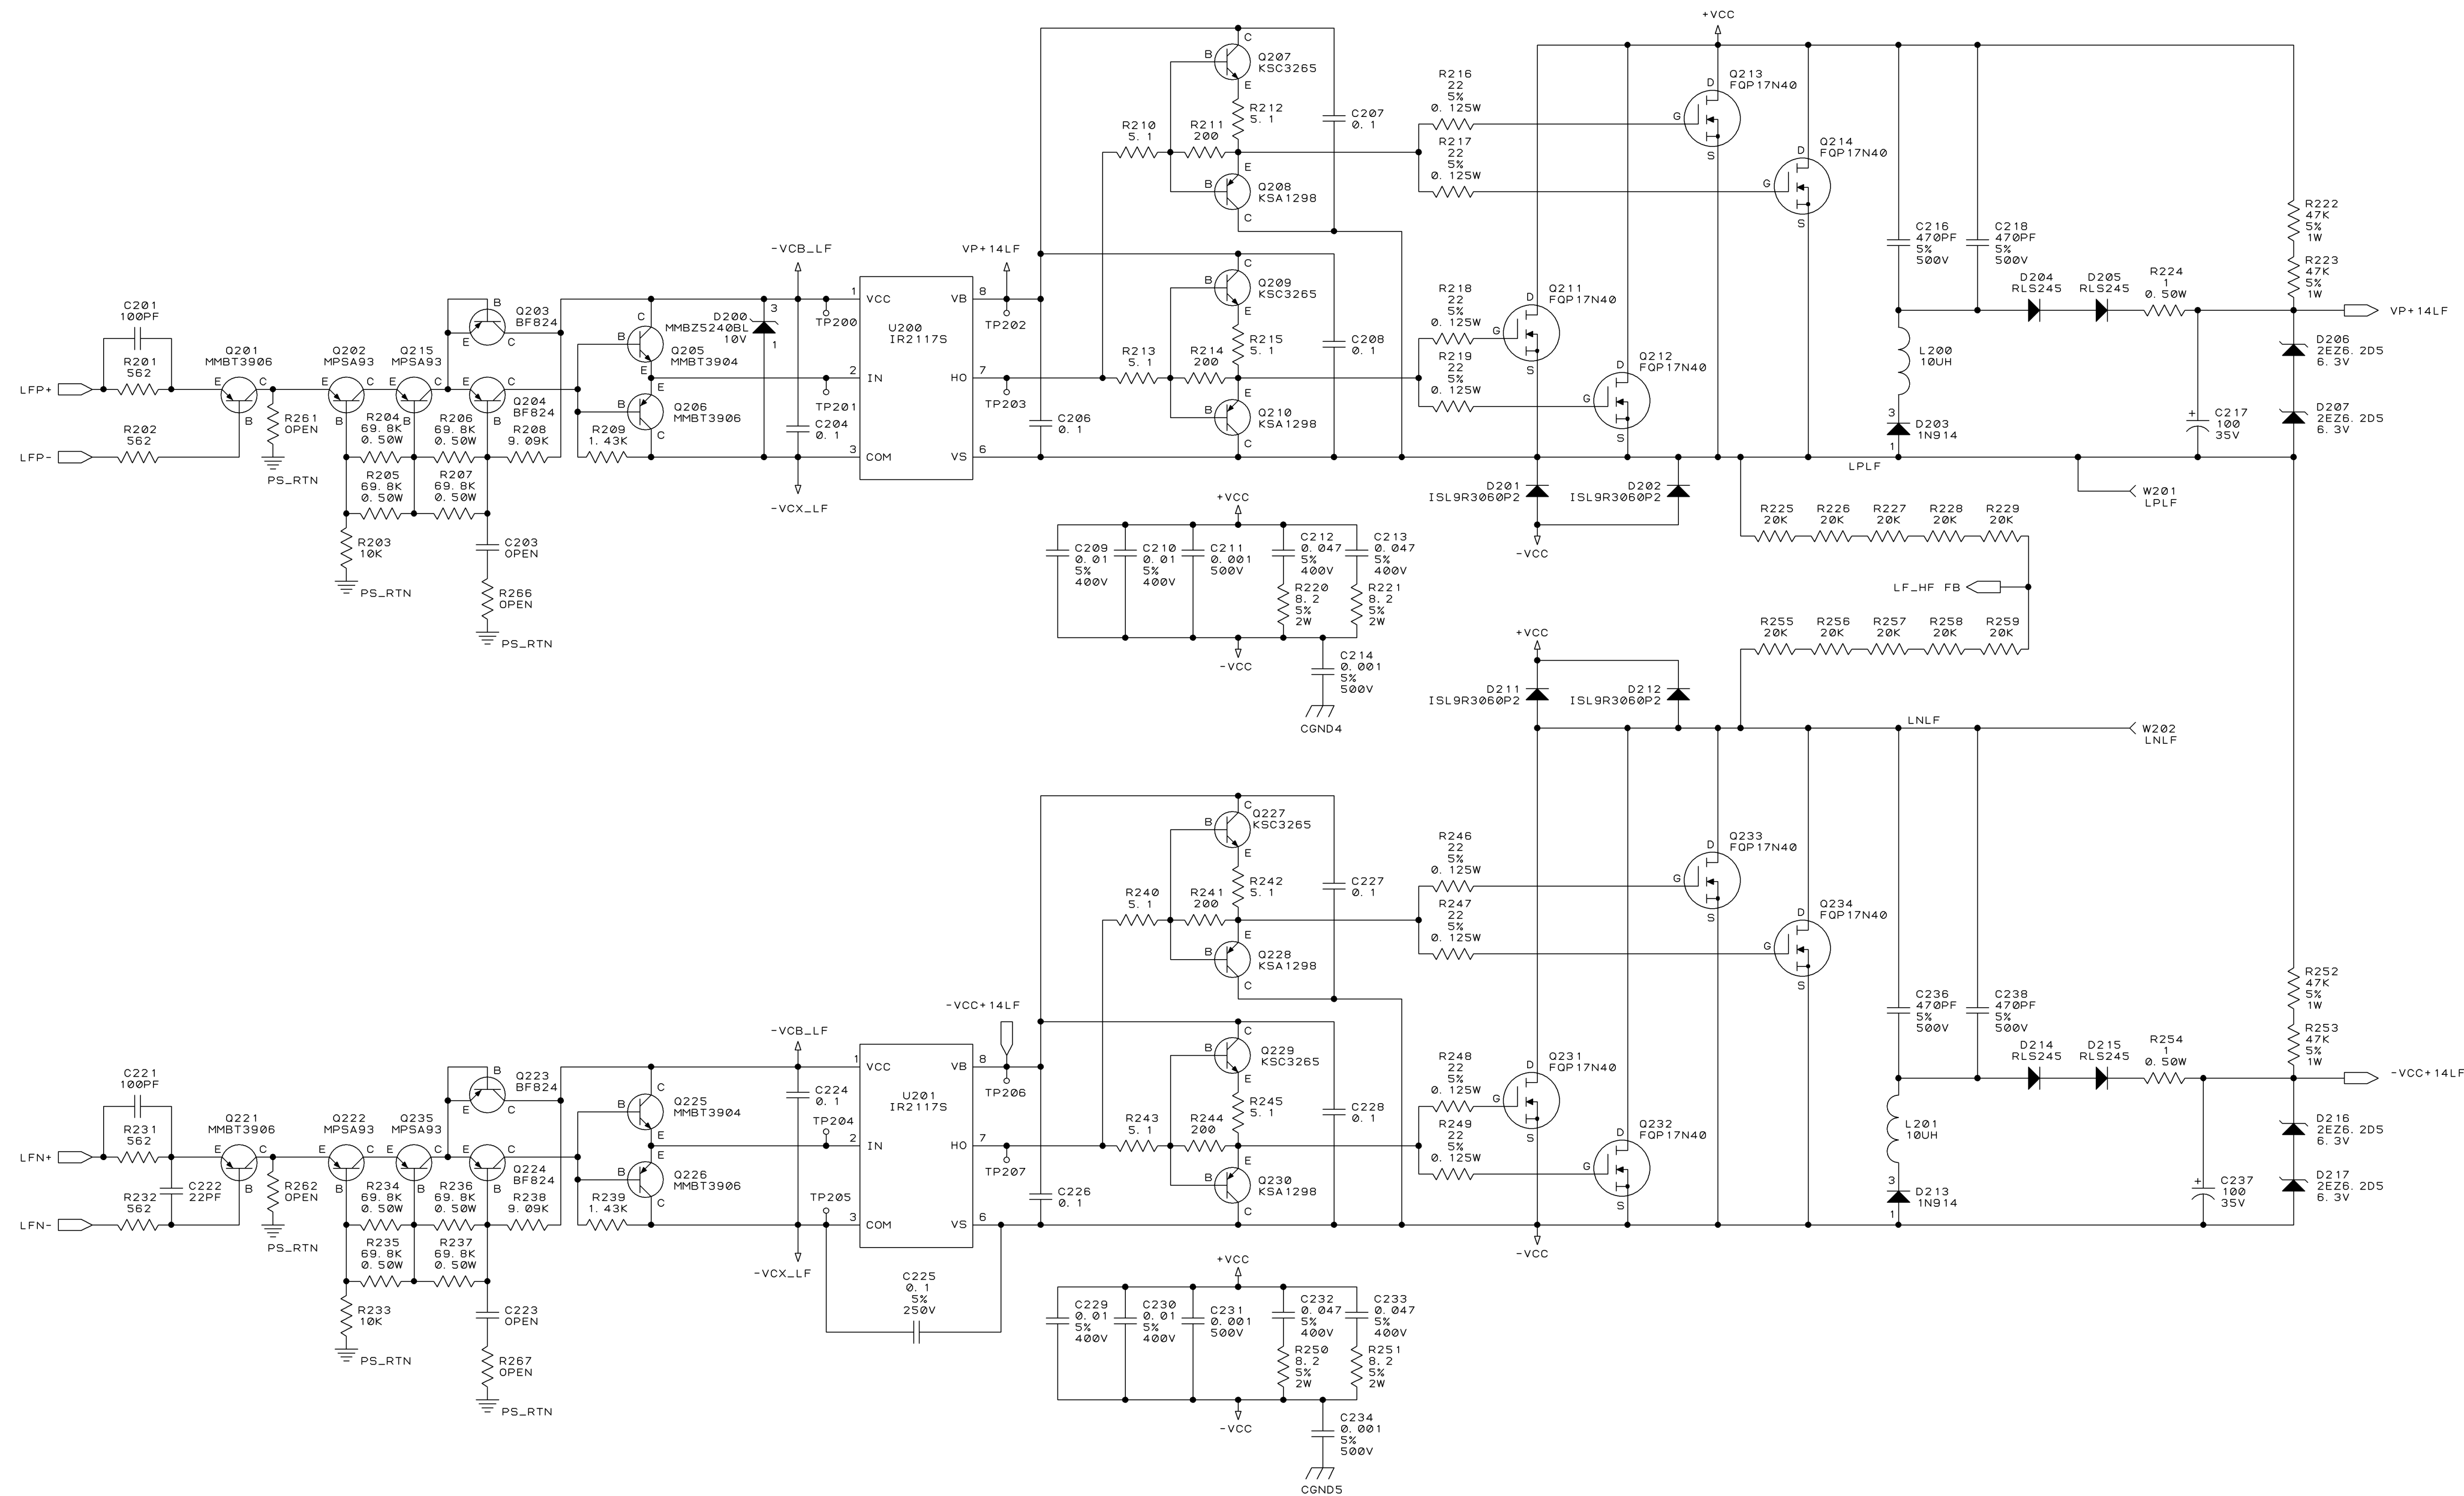 +VCC
C
B
Q207
KSC3265
E
R212
5. 1
C207
0. 1
R210
5. 1
R211
200
E
B
Q208
KSA1298
C
R216
22
5%
0. 125W
R217
22
5%
0. 125W
D
Q213
FQP17N40
G
S
D
Q214
FQP17N40
G
S
C216
470PF
5%
500V
C218
470PF
5%
500V
R222
47K
5%
1W
R223
47K
5%
1W
-VCB_LF
VP+14LF
C201
100PF
R201
562
LFP+
R202
562
LFP-
Q201
MMBT3906
E
C
B
R261
OPEN
PS_RTN
Q202
MPSA93
E
C
B
Q215
MPSA93
E
C
B
B
Q203
BF824
E
C
E
C
Q204
BF824
B
R204
69. 8K
0. 50W
R206
69. 8K
0. 50W
R208
9. 09K
R205
69. 8K
0. 50W
R207
69. 8K
0. 50W
R203
10K
PS_RTN
C203
OPEN
R266
OPEN
PS_RTN
C
B
Q205
MMBT3904
E
E
B
Q206
MMBT3906
C
R209
1. 43K
3
D200
MMBZ5240BL
10V
1
TP200
TP201
C204
0. 1
-VCX_LF
1
VCC
VB
8
U200
IR2117S
2
IN
HO
7
3
COM
VS
6
TP202
TP203
C206
0. 1
C
B
Q209
KSC3265
E
R215
5. 1
C208
0. 1
R213
5. 1
R214
200
E
B
Q210
KSA1298
C
R218
22
5%
0. 125W
R219
22
5%
0. 125W
D
Q211
FQP17N40
G
S
D
Q212
FQP17N40
G
S
D204
RLS245
D205
RLS245
R224
1
0. 50W
VP+14LF
L200
10UH
3
D203
1N914
1
C217
100
35V
+
D206
2EZ6. 2D5
6. 3V
D207
2EZ6. 2D5
6. 3V
LPLF
W201
LPLF
D201
ISL9R3060P2
D202
ISL9R3060P2
-VCC
+VCC
C209
0. 01
5%
400V
C210
0. 01
5%
400V
C211
0. 001
500V
C212
0. 047
5%
400V
C213
0. 047
5%
400V
R220
8. 2
5%
2W
R221
8. 2
5%
2W
-VCC
C214
0. 001
5%
500V
CGND4
R225
20K
R226
20K
R227
20K
R228
20K
R229
20K
LF_HF FB
R255
20K
R256
20K
R257
20K
R258
20K
R259
20K
+VCC
D211
ISL9R3060P2
D212
ISL9R3060P2
LNLF
W202
LNLF
C
B
Q227
KSC3265
E
R242
5. 1
C227
0. 1
R240
5. 1
R241
200
E
B
Q228
KSA1298
C
R246
22
5%
0. 125W
R247
22
5%
0. 125W
D
Q233
FQP17N40
G
S
D
Q234
FQP17N40
G
S
C236
470PF
5%
500V
C238
470PF
5%
500V
R252
47K
5%
1W
R253
47K
5%
1W
-VCB_LF
-VCC+14LF
C221
100PF
R231
562
LFN+
R232
562
LFN-
C222
22PF
Q221
MMBT3906
E
C
B
R262
OPEN
PS_RTN
Q222
MPSA93
E
C
B
Q235
MPSA93
E
C
B
B
Q223
BF824
E
C
E
C
Q224
BF824
B
R234
69. 8K
0. 50W
R236
69. 8K
0. 50W
R238
9. 09K
R235
69. 8K
0. 50W
R237
69. 8K
0. 50W
R233
10K
PS_RTN
C223
OPEN
R267
OPEN
PS_RTN
C
B
Q225
MMBT3904
E
E
B
Q226
MMBT3906
C
R239
1. 43K
C224
0. 1
TP204
TP205
-VCX_LF
1
VCC
VB
8
U201
IR2117S
2
IN
HO
7
3
COM
VS
6
TP206
TP207
C225
0. 1
5%
250V
C226
0. 1
C
B
Q229
KSC3265
E
R245
5. 1
C228
0. 1
R243
5. 1
R244
200
E
B
Q230
KSA1298
C
R248
22
5%
0. 125W
R249
22
5%
0. 125W
D
Q231
FQP17N40
G
S
D
Q232
FQP17N40
G
S
-VCC
D214
RLS245
D215
RLS245
R254
1
0. 50W
-VCC+14LF
L201
10UH
3
D213
1N914
1
+
C237
100
35V
D216
2EZ6. 2D5
6. 3V
D217
2EZ6. 2D5
6. 3V
+VCC
C229
0. 01
5%
400V
C230
0. 01
5%
400V
C231
0. 001
500V
C232
0. 047
5%
400V
C233
0. 047
5%
400V
R250
8. 2
5%
2W
R251
8. 2
5%
2W
-VCC
C234
0. 001
5%
500V
CGND5